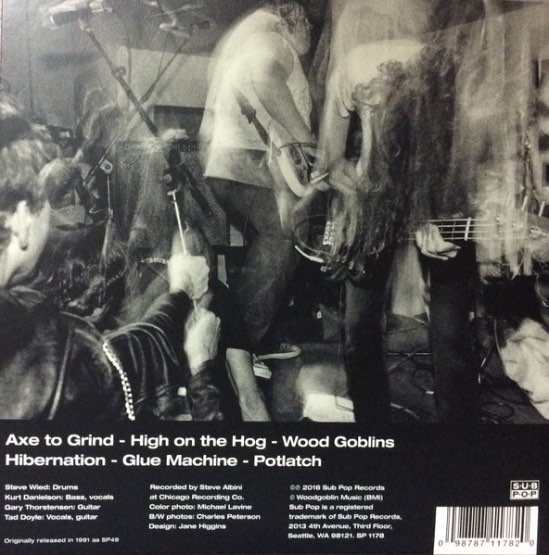 Axe to Grind - High on the Hog - Wood Goblins
Hibernation - Glue Machine - Potlatch
Steve Wied: Drums
Kurt Danielson: Bass, vocals
Gary Thorstensen: Guitar
Tad Doyle: Vocals, guitar
Originally released in 1991 as SP49
Recorded by Steve Albini
at Chicago Recording Co.
Color photo: Michael Lavine
B/W photos: Charles Peterson
Design: Jane Higgins
©℗ 2016 Sub Pop Records
© Woodgoblin Music (BMI)
Sub Pop is a registered
trademark of Sub Pop Records,
2013 4th Avenue, Third Floor,
Seattle, WA 98121. SP 1178
SUB
POP
0 98787 11782 0